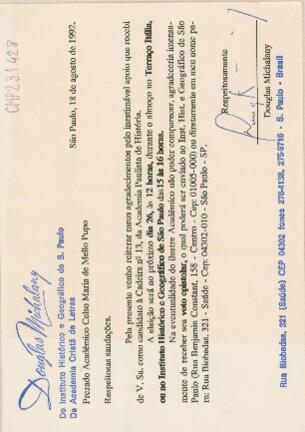 CMP2.3.1428
Douglas Michalany
Do Instituto Histórico e Geográfico de S. Paulo
Da Academia Cristã de Letras
São Paulo, 18 de agosto de 1992.
Prezado Acadêmico Celso Maria de Mello Pupo
Respeitosas saudações.
Pela presente venho reiterar meus agradecimentos pelo inestimável apoio que recebi
de V. Sa. como candidato à Cadeira nº 13, da Academia Paulista de História.
A eleição será no próximo dia 26, às 12 horas, durante o almoço no Terraço Itália,
ou no Instituto Histórico e Geográfico de São Paulo das 15 às 16 horas.
Na eventualidade do ilustre Acadêmico não poder comparecer, agradeceria imensa-
mente de receber seu voto epistolar, o qual poderá ser enviado ao Inst. Hist. e Geográfico de São
Paulo (Rua Benjamin Constant, 158 - Centro - Cep: 01005-000) ou diretamente em meu nome pa-
ra: Rua Biobedas, 321 - Saúde - Cep: 04302-010 - São Paulo - SP.
Respeitosamente
Douglas Michalany
Rua Biobedas, 321 (Saúde) CEP 04302 fones 276-4138, 275-9716 - S. Paulo - Brasil